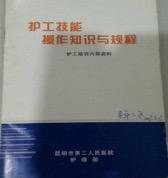 护工技能
操作知识与规程
护工培训内部资料
昆明市第二人民医院
护理部